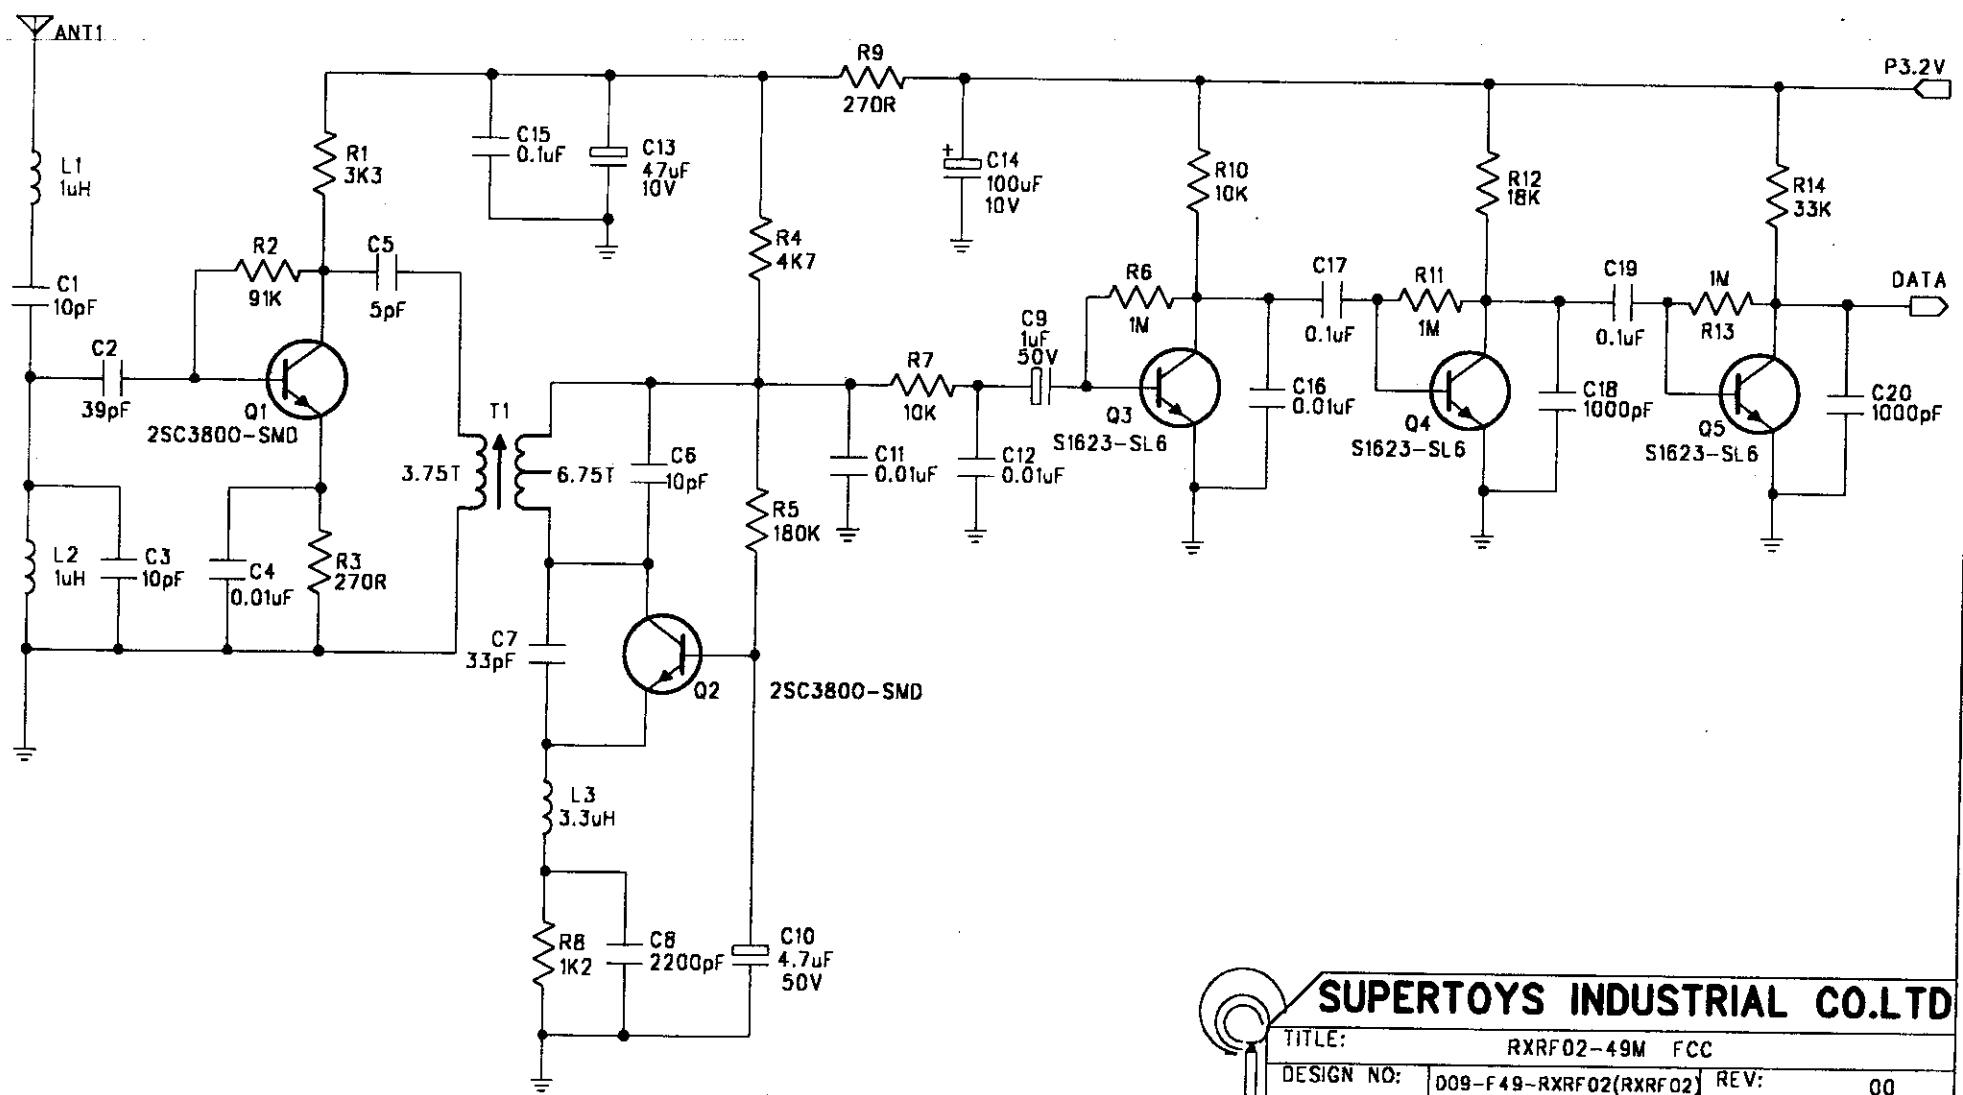 ANT1
R9
270R
P3.2V
L1
1uH
R1
3K3
C15
0.1uF
C13
47uF
10V
+
C14
100uF
10V
R10
10K
R12
18K
R14
33K
R2
91K
C5
5pF
R4
4K7
C1
10pF
R6
1M
C17
0.1uF
R11
1M
C19
0.1uF
1M
R13
DATA
C2
39pF
Q1
2SC3800-SMD
C9
1uF
50V
R7
10K
Q3
S1623-SL6
C16
0.01uF
Q4
S1623-SL6
C18
1000pF
Q5
S1623-SL6
C20
1000pF
T1
3.75T
6.75T
C6
10pF
C11
0.01uF
C12
0.01uF
R5
180K
L2
1uH
C3
10pF
C4
0.01uF
R3
270R
C7
33pF
Q2
2SC3800-SMD
L3
3.3uH
R8
1K2
C8
2200pF
C10
4.7uF
50V
SUPERTOYS INDUSTRIAL CO.LTD
TITLE: RXRF02-49M FCC
DESIGN NO: D09-F49-RXRF02(RXRF02) REV: 00